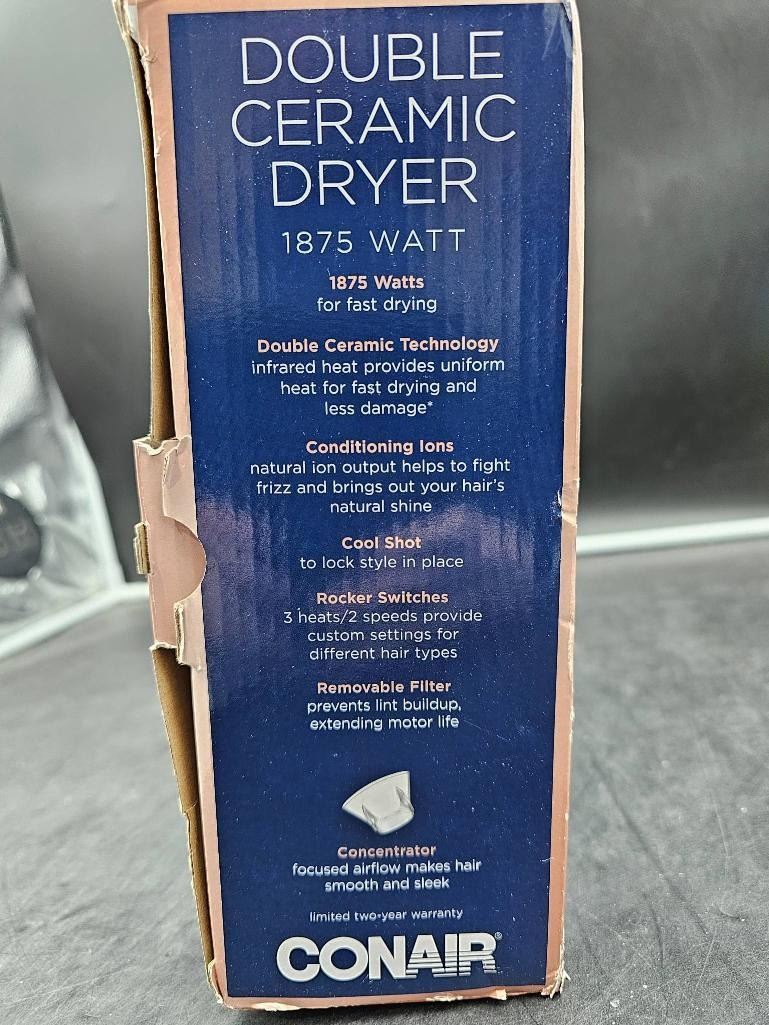 DOUBLE
CERAMIC
DRYER
1875 WATT
1875 Watts
for fast drying
Double Ceramic Technology
infrared heat provides uniform
heat for fast drying and
less damage*
Conditioning Ions
natural ion output helps to fight
frizz and brings out your hair's
natural shine
Cool Shot
to lock style in place
Rocker Switches
3 heats/2 speeds provide
custom settings for
different hair types
Removable Filter
prevents lint buildup,
extending motor life
Concentrator
focused airflow makes hair
smooth and sleek
limited two-year warranty
CONAIR®